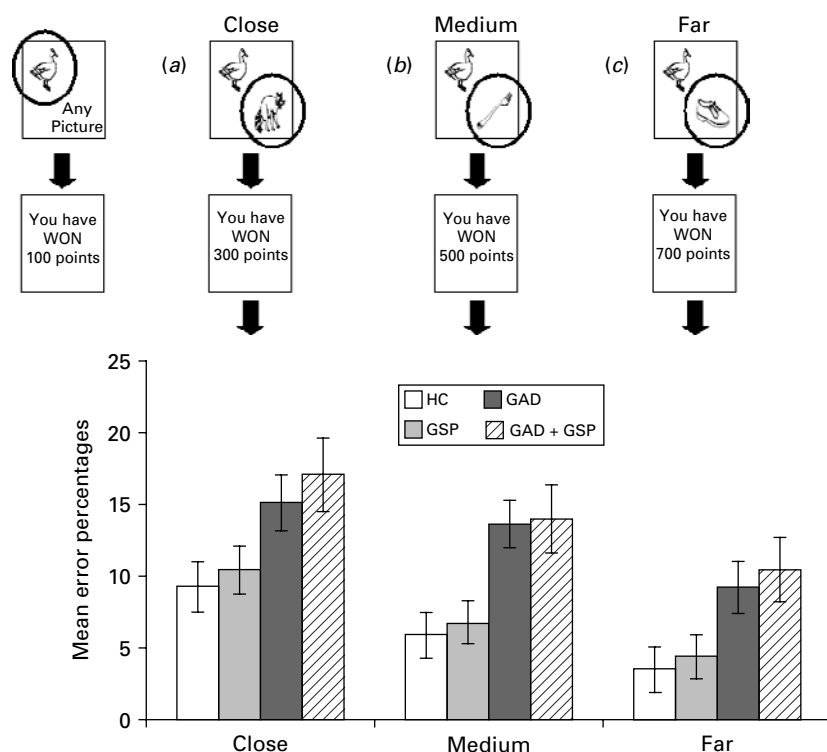 Close
Medium
Far
(a)
(b)
(c)
Any
Picture
You have
WON
100 points
You have
WON
300 points
You have
WON
500 points
You have
WON
700 points
Mean error percentages
25
20
15
10
5
0
HC
GAD
GSP
GAD + GSP
Close
Medium
Far